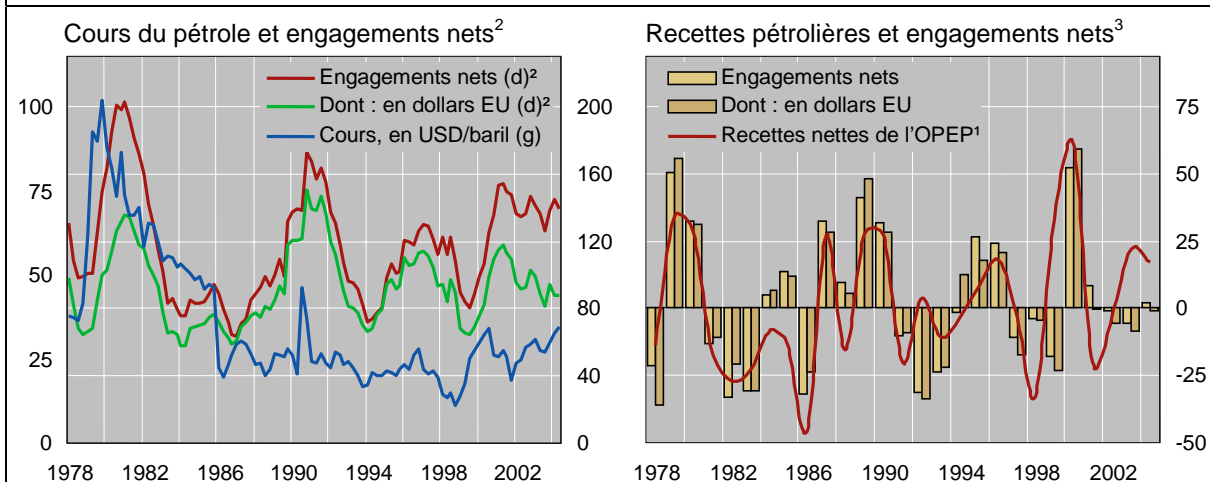 Cours du pétrole et engagements nets²
Engagements nets (d)²
Dont : en dollars EU (d)²
Cours, en USD/baril (g)
100
75
50
25
0
200
160
120
80
40
0
1978 1982 1986 1990 1994 1998 2002
Recettes pétrolières et engagements nets³
Engagements nets
Dont : en dollars EU
Recettes nettes de l’OPEP¹
75
50
25
0
-25
-50
1978 1982 1986 1990 1994 1998 2002